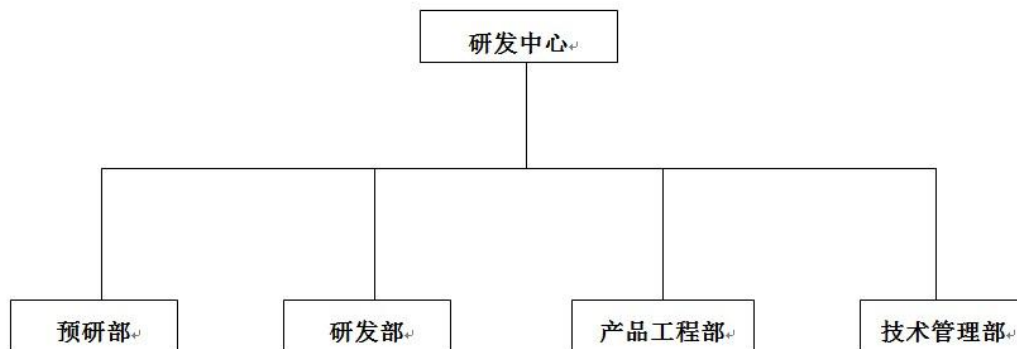 研发中心
预研部
研发部
产品工程部
技术管理部